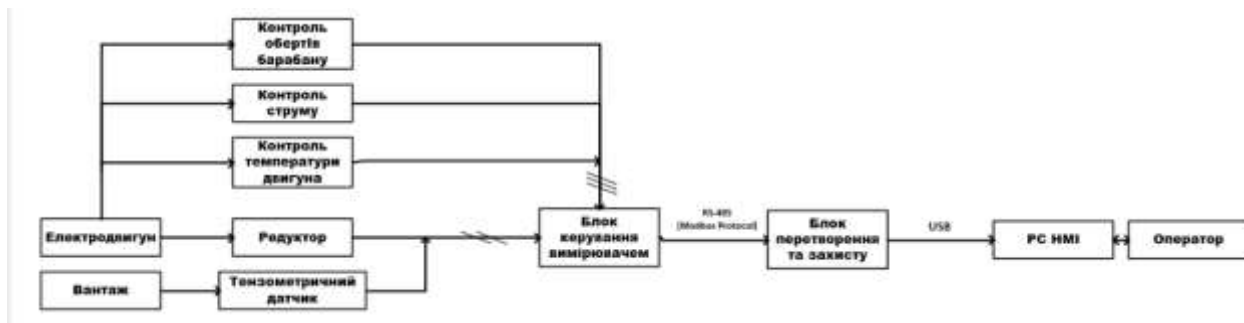 Контроль
обертів
барабану
Контроль
струму
Контроль
температури
двигуна
Електродвигун
Редуктор
Блок
керування
вимірювачем
RS-485
[Modbus Protocol]
Блок
перетворення
та захисту
USB
PC HMI
Оператор
Вантаж
Тензометричний
датчик